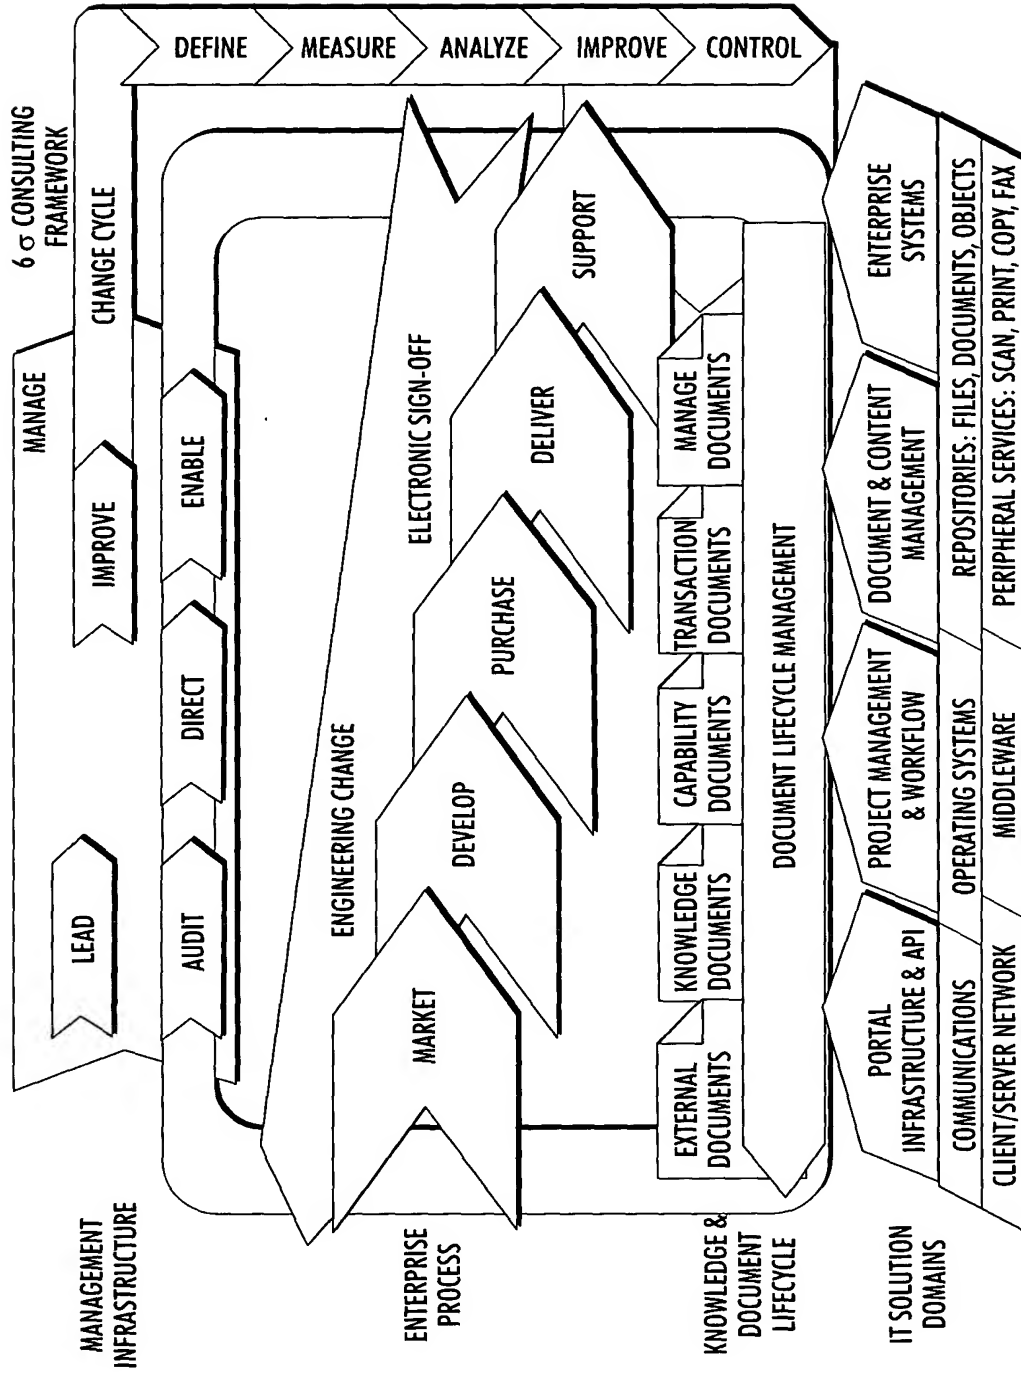 6 σ CONSULTING
FRAMEWORK
MANAGE
CHANGE CYCLE
DEFINE
MEASURE
ANALYZE
IMPROVE
CONTROL
MANAGEMENT
INFRASTRUCTURE
LEAD
IMPROVE
AUDIT
DIRECT
ENABLE
ENGINEERING CHANGE
ELECTRONIC SIGN-OFF
ENTERPRISE
PROCESS
MARKET
DEVELOP
PURCHASE
DELIVER
SUPPORT
KNOWLEDGE &
DOCUMENT
LIFECYCLE
EXTERNAL
DOCUMENTS
KNOWLEDGE
DOCUMENTS
CAPABILITY
DOCUMENTS
TRANSACTION
DOCUMENTS
MANAGE
DOCUMENTS
DOCUMENT LIFECYCLE MANAGEMENT
IT SOLUTION
DOMAINS
PORTAL
INFRASTRUCTURE & API
PROJECT MANAGEMENT
& WORKFLOW
DOCUMENT & CONTENT
MANAGEMENT
ENTERPRISE
SYSTEMS
COMMUNICATIONS
OPERATING SYSTEMS
REPOSITORIES: FILES, DOCUMENTS, OBJECTS
CLIENT/SERVER NETWORK
MIDDLEWARE
PERIPHERAL SERVICES: SCAN, PRINT, COPY, FAX